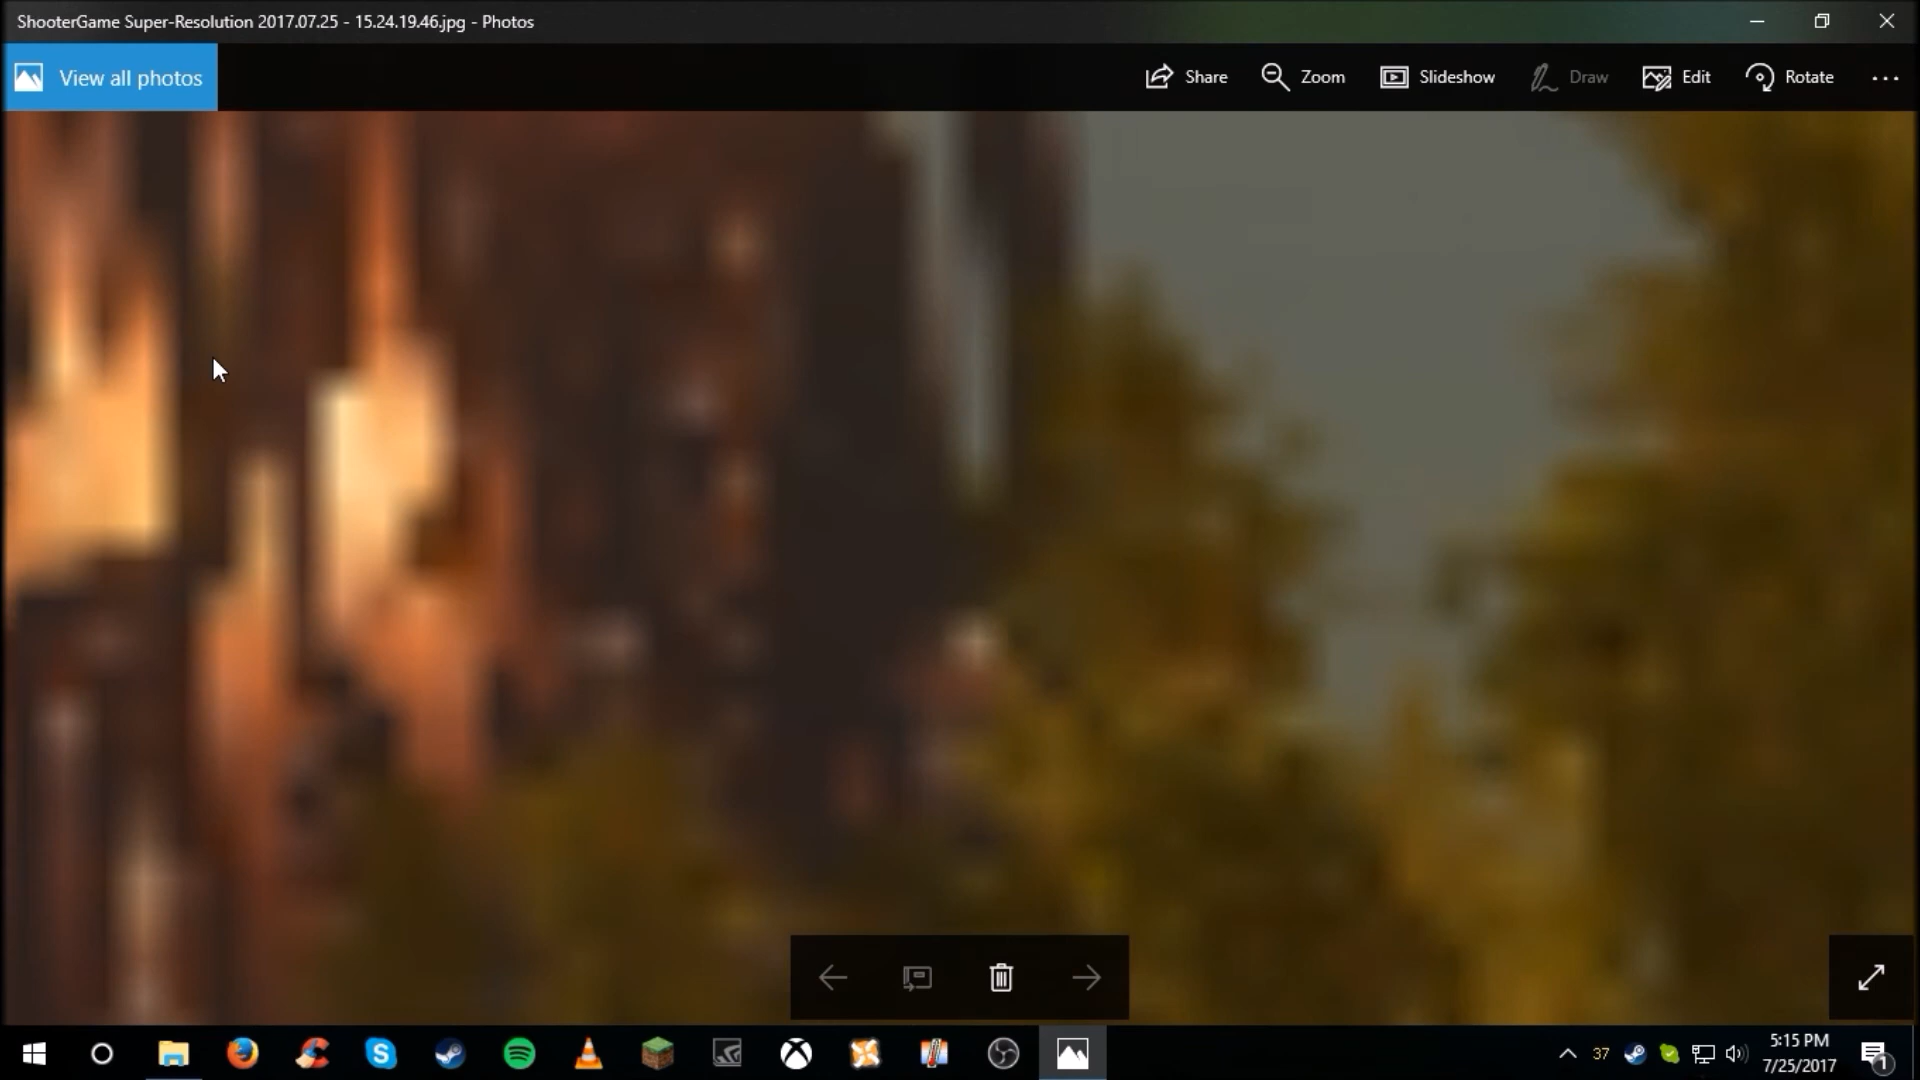 ShooterGame Super-Resolution 2017.07.25 - 15.24.19.46.jpg - Photos
View all photos
Share
Zoom
Slideshow
Draw
Edit
Rotate
37
5:15 PM
7/25/2017
1